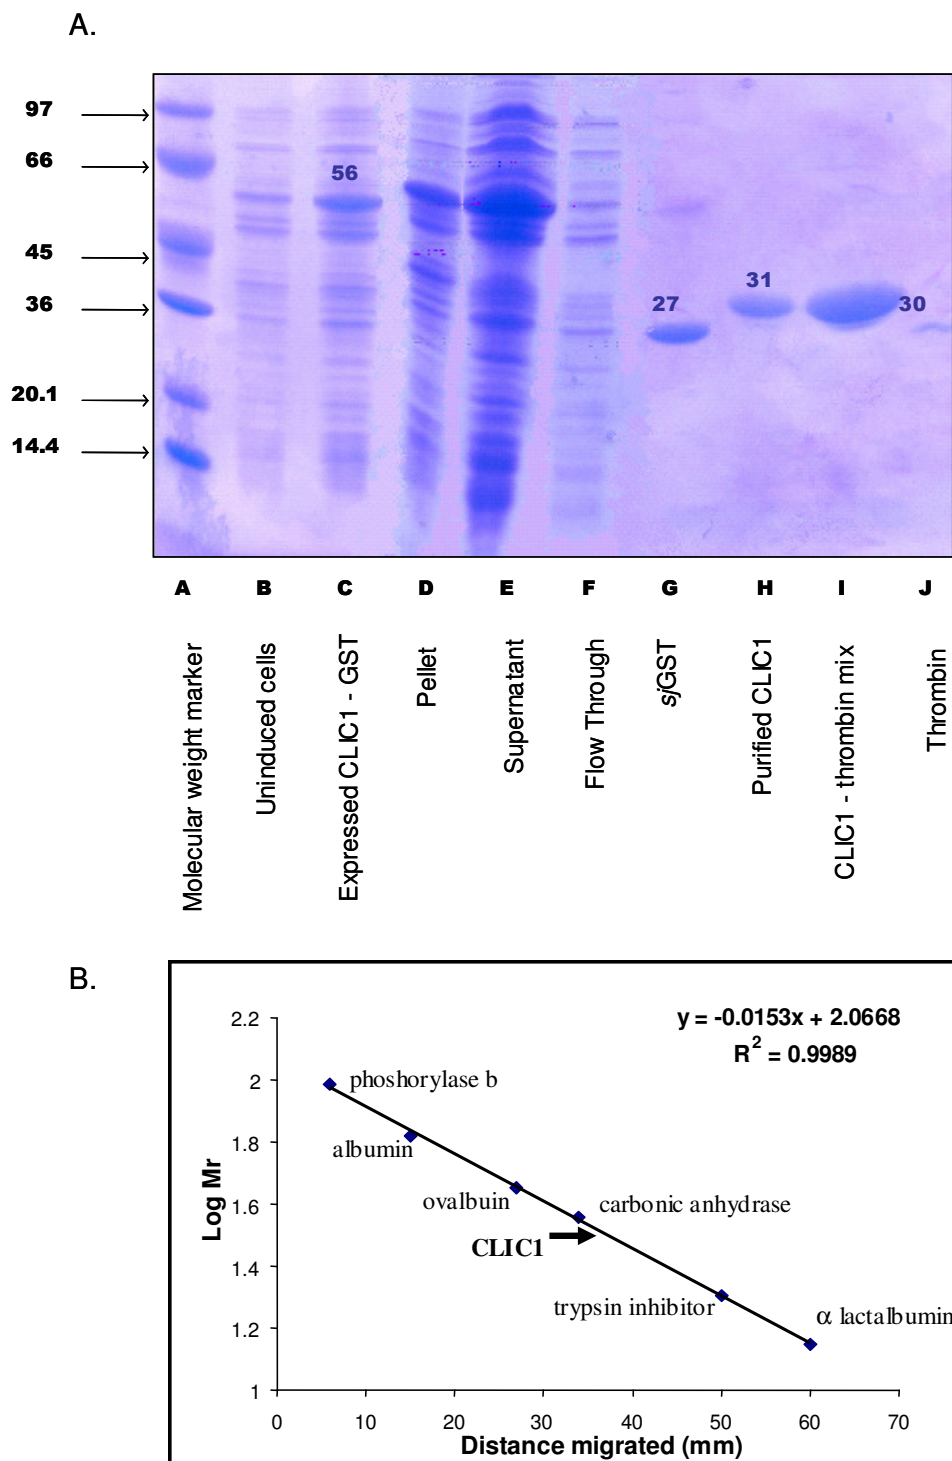 A.
97
66
56
45
36
27
31
30
20.1
14.4
A B C D E F G H I J
Molecular weight marker
Uninduced cells
Expressed CLIC1 - GST
Pellet
Supernatant
Flow Through
sjGST
Purified CLIC1
CLIC1 - thrombin mix
Thrombin
B.
y = -0.0153x + 2.0668
R2 = 0.9989
2.2
2
1.8
1.6
1.4
1.2
1
Log Mr
phoshorylase b
albumin
ovalbuin
carbonic anhydrase
CLIC1
trypsin inhibitor
α lactalbumin
0 10 20 30 40 50 60 70
Distance migrated (mm)